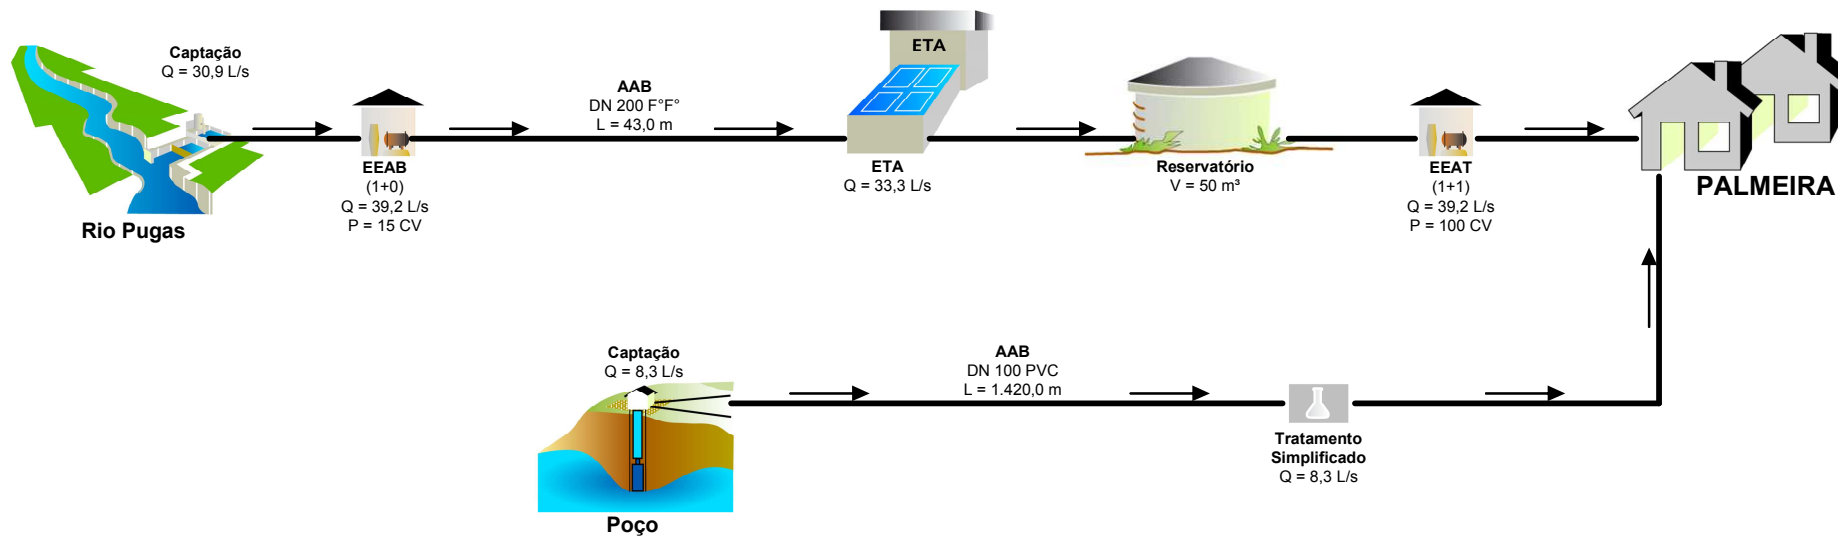 Captação
Q = 30,9 L/s
Rio Pugas
EEAB
(1+0)
Q = 39,2 L/s
P = 15 CV
AAB
DN 200 F°F°
L = 43,0 m
ETA
ETA
Q = 33,3 L/s
Reservatório
V = 50 m³
EEAT
(1+1)
Q = 39,2 L/s
P = 100 CV
PALMEIRA
Captação
Q = 8,3 L/s
Poço
AAB
DN 100 PVC
L = 1.420,0 m
Tratamento
Simplificado
Q = 8,3 L/s